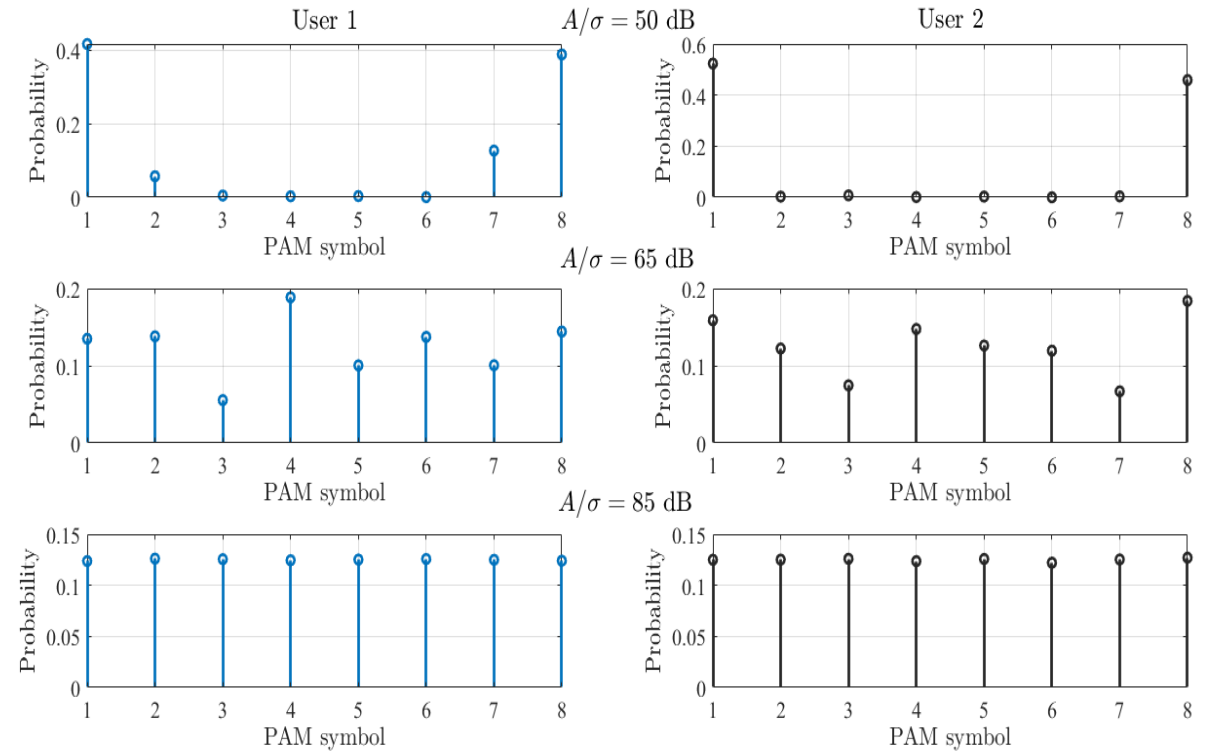 User 1
A/σ = 50 dB
User 2
Probability
0.4
0.2
0
1 2 3 4 5 6 7 8
PAM symbol
Probability
0.6
0.4
0.2
0
1 2 3 4 5 6 7 8
PAM symbol
A/σ = 65 dB
Probability
0.2
0.1
0
1 2 3 4 5 6 7 8
PAM symbol
Probability
0.2
0.1
0
1 2 3 4 5 6 7 8
PAM symbol
A/σ = 85 dB
Probability
0.15
0.1
0.05
0
1 2 3 4 5 6 7 8
PAM symbol
Probability
0.15
0.1
0.05
0
1 2 3 4 5 6 7 8
PAM symbol